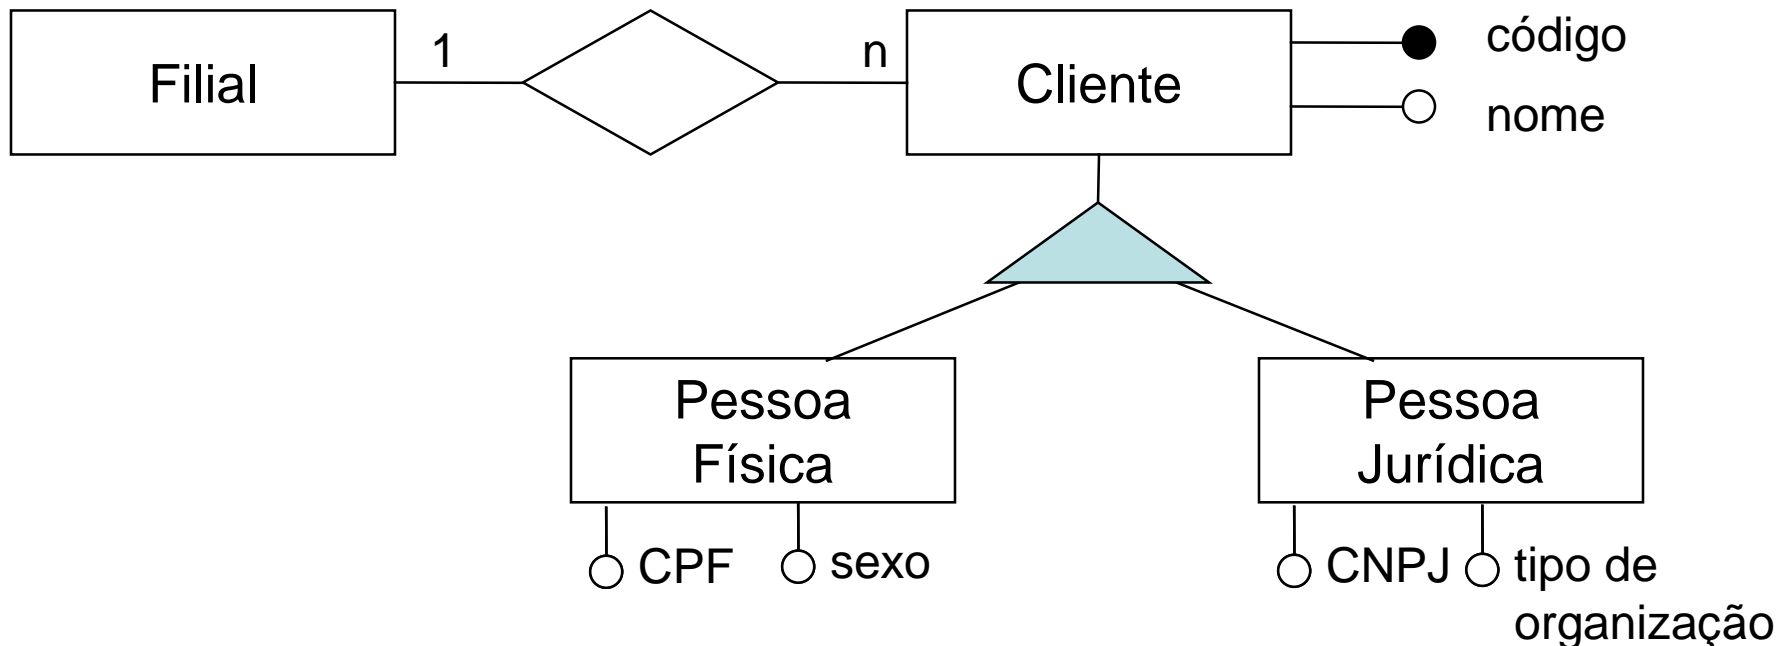 Filial
1
n
Cliente
código
nome
Pessoa
Física
Pessoa
Jurídica
CPF
sexo
CNPJ
tipo de
organização